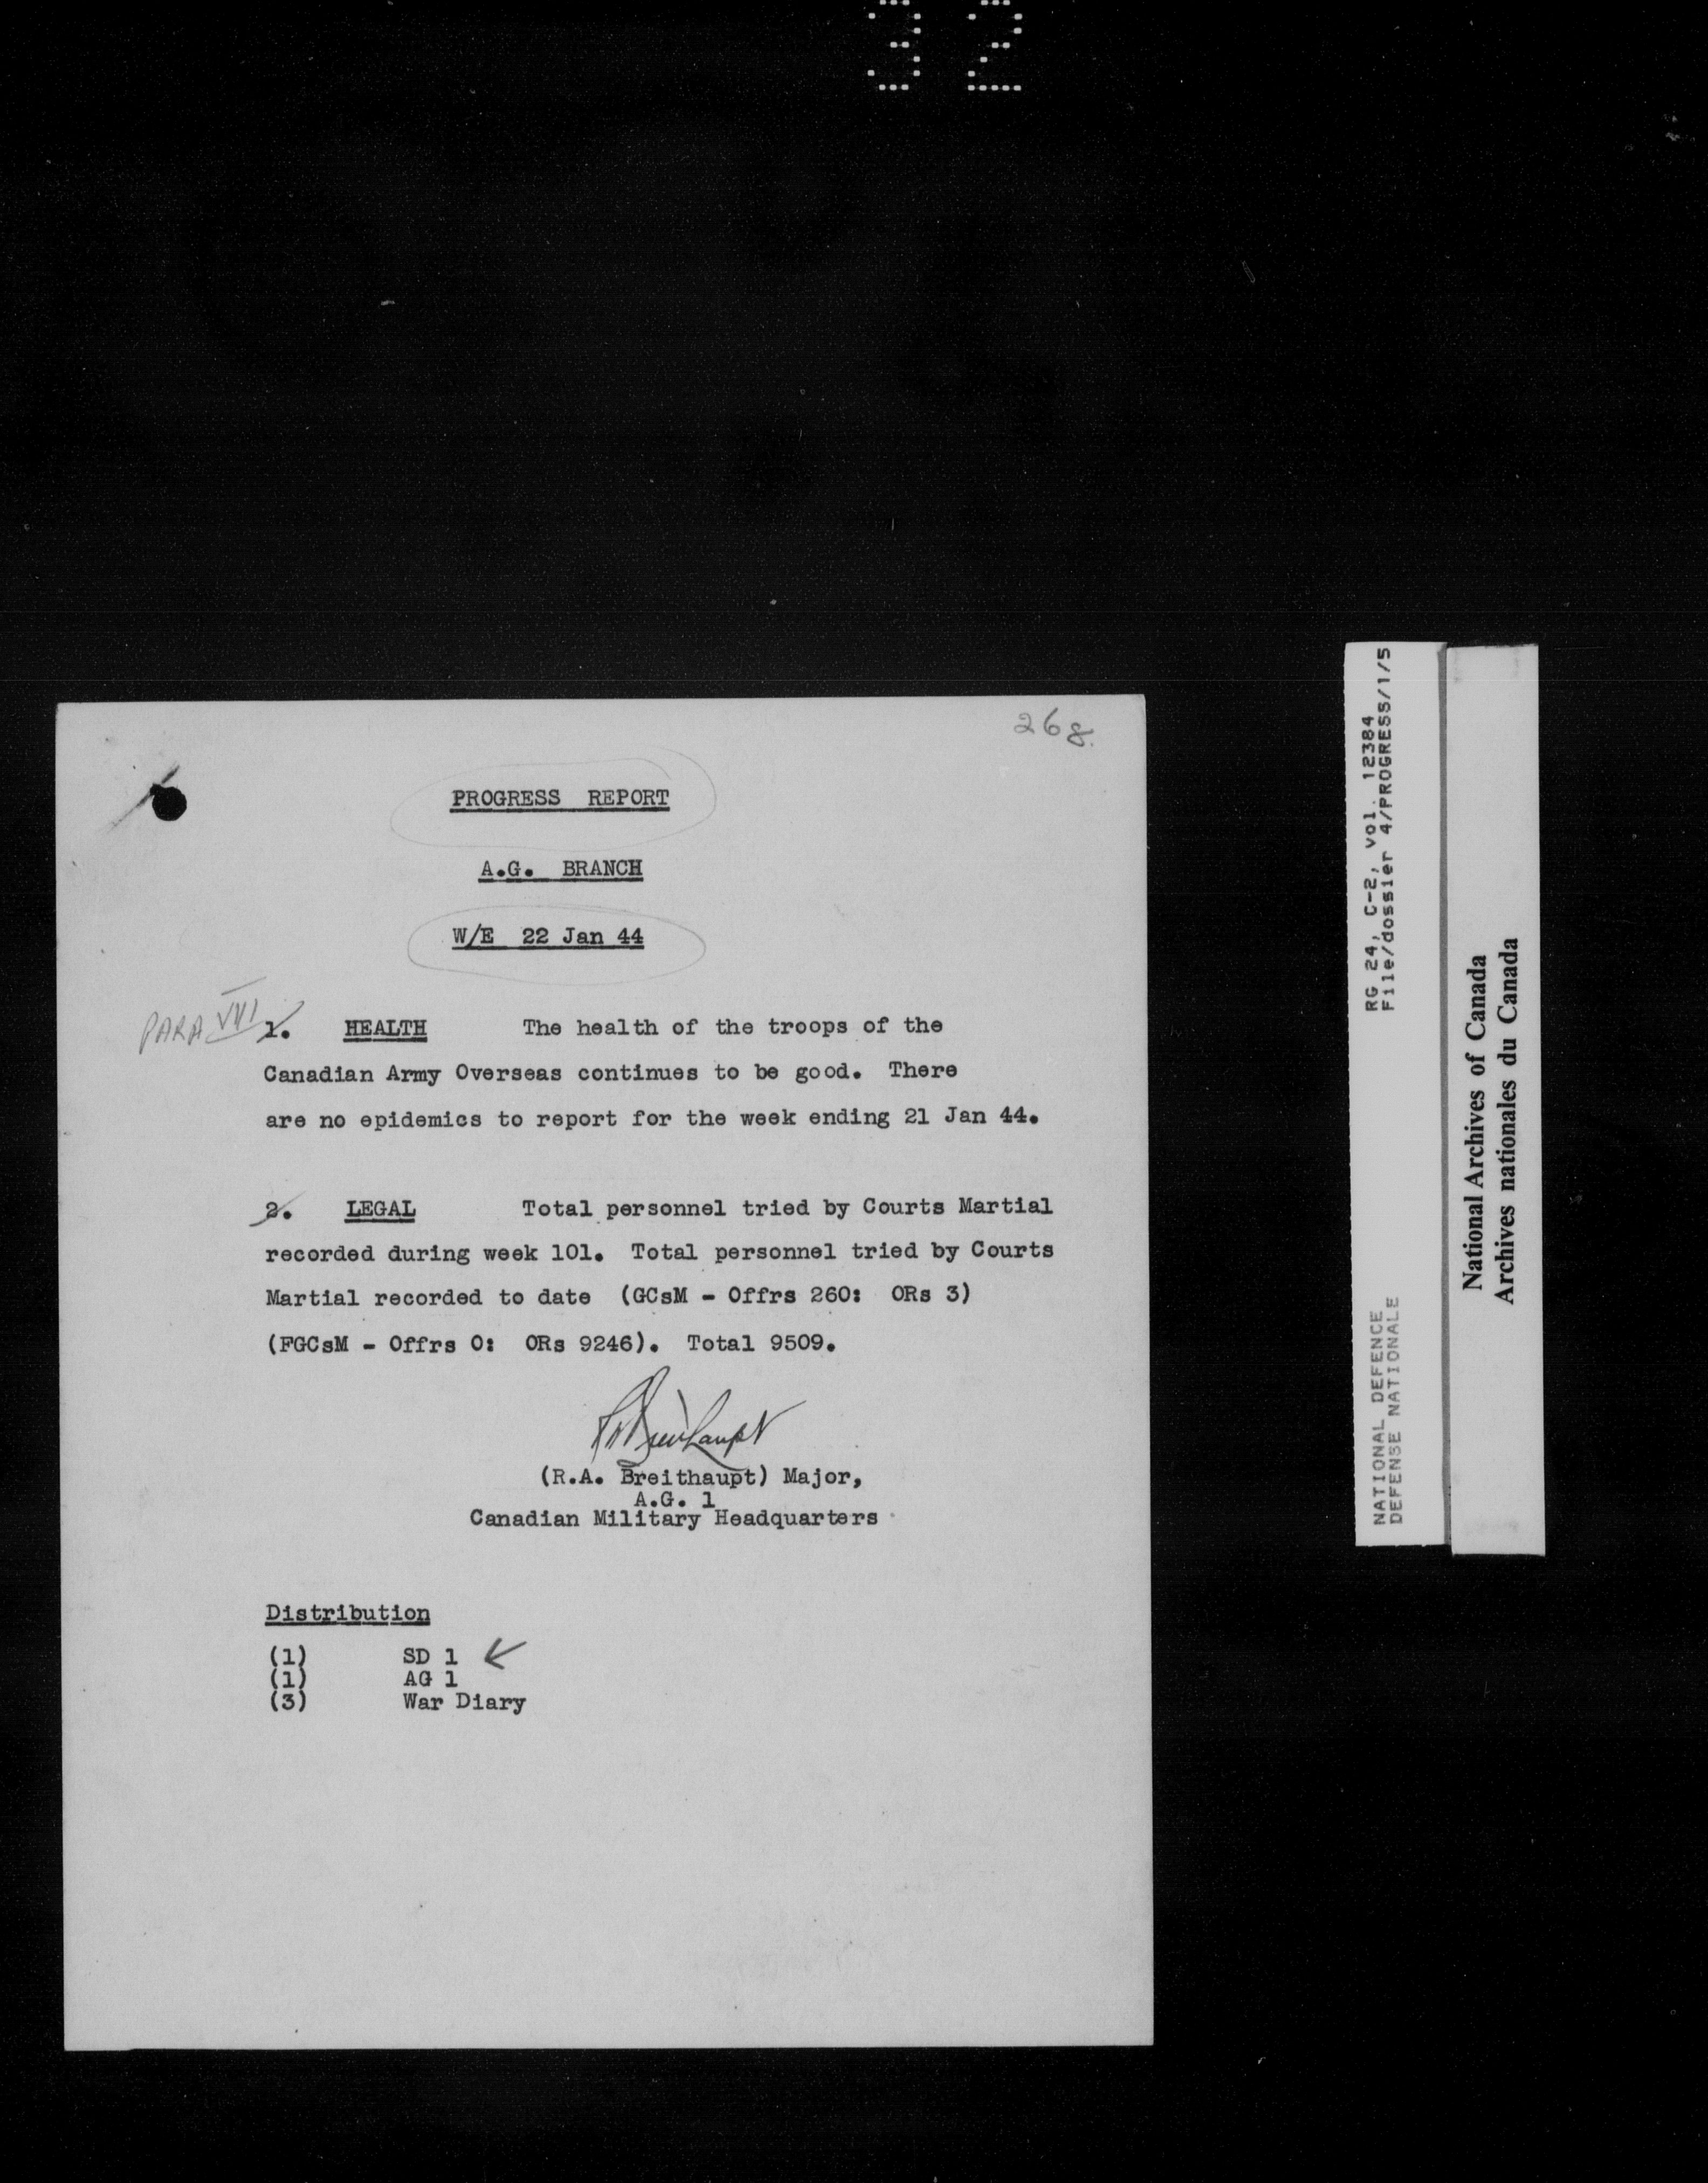 32
268.
PROGRESS REPORT
A.G. BRANCH
W/E 22 Jan 44
PARA VIII
1. HEALTH The health of the troops of the
Canadian Army Overseas continues to be good. There
are no epidemics to report for the week ending 21 Jan 44.
2. LEGAL Total personnel tried by Courts Martial
recorded during week 101. Total personnel tried by Courts
Martial recorded to date (GCsM - Offrs 260: ORs 3)
(FGCsM - Offrs 0: ORs 9246). Total 9509.
(R.A. Breithaupt) Major,
A.G. 1
Canadian Military Headquarters
Distribution
(1) SD 1
(1) AG 1
(3) War Diary
RG 24, C-2, vol. 12384
File/dossier 4/PROGRESS/1/5
NATIONAL DEFENCE
DEFENSE NATIONALE
National Archives of Canada
Archives nationales du Canada